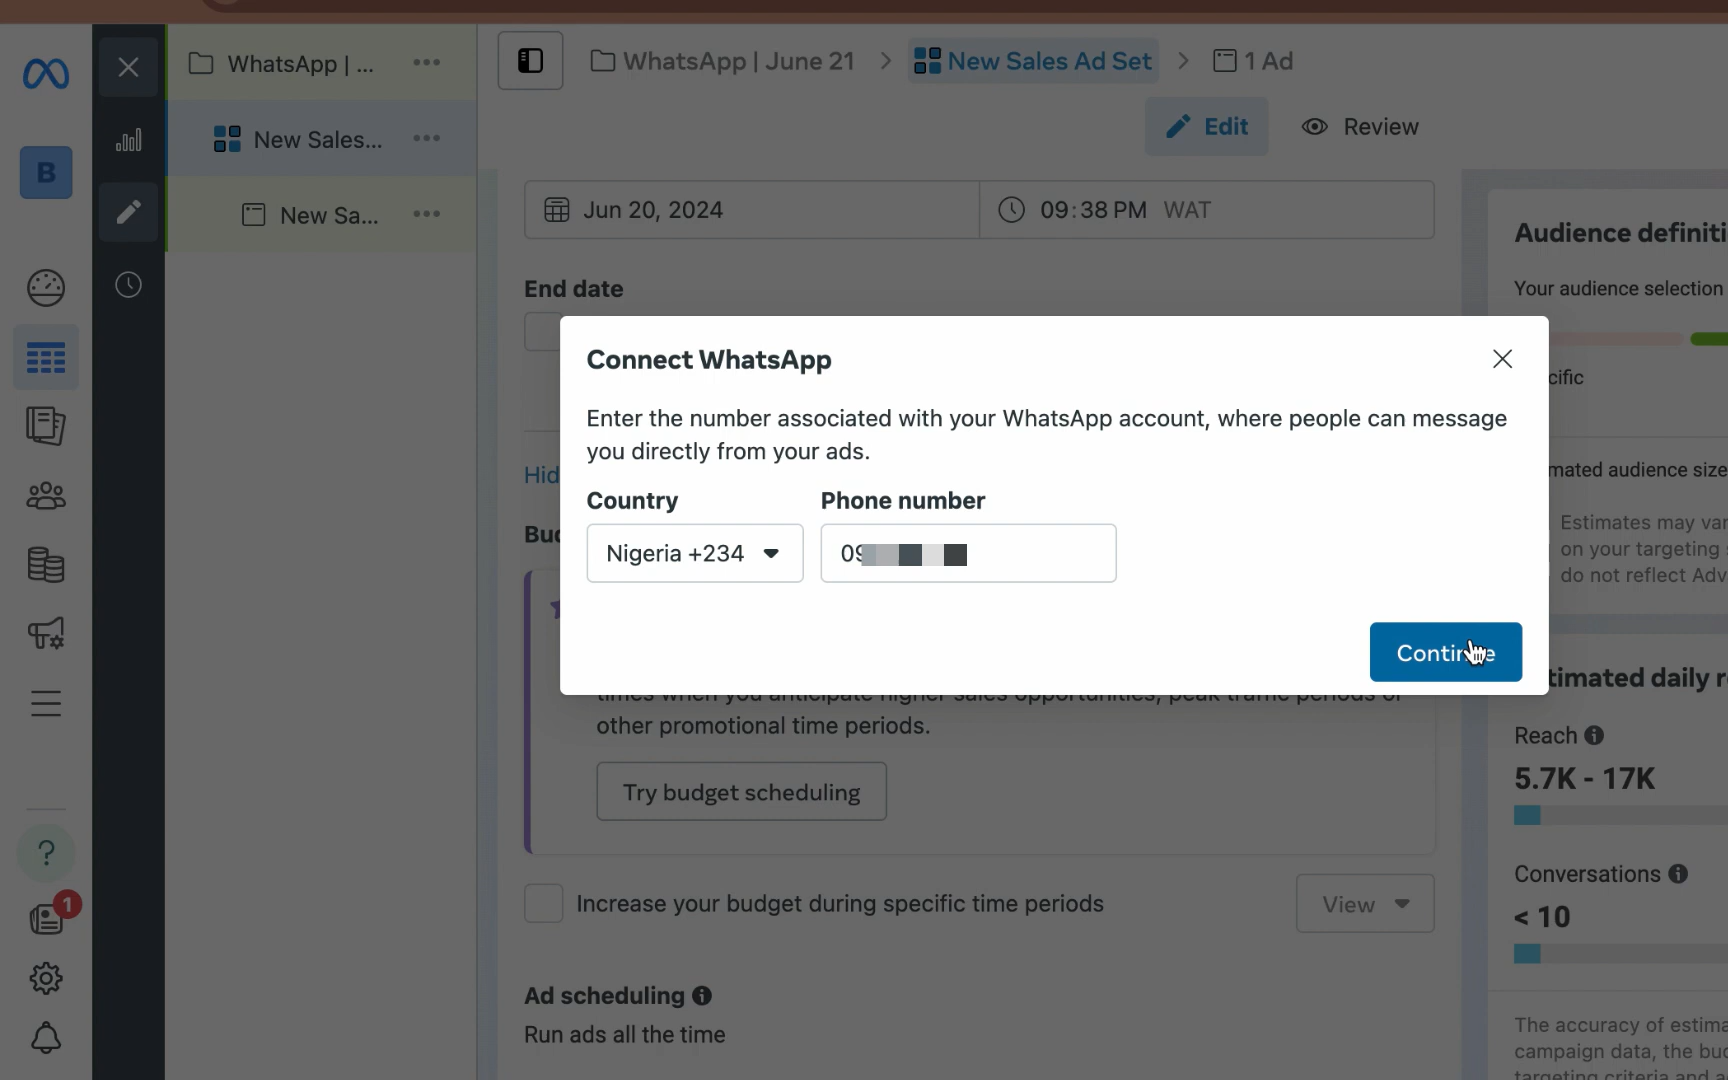 WhatsApp | ...
WhatsApp | June 21
New Sales Ad Set
1 Ad
B
New Sales...
Edit
Review
New Sa...
Jun 20, 2024
09:38 PM WAT
Audience definiti
Your audience selection
End date
Connect WhatsApp
cific
Enter the number associated with your WhatsApp account, where people can message
you directly from your ads.
mated audience size
Hid
Country
Phone number
Estimates may var
on your targeting
do not reflect Adv
Bud
Nigeria +234
09
Continue
timated daily r
times when you anticipate higher sales opportunities, peak traffic periods or
other promotional time periods.
Reach
5.7K - 17K
Try budget scheduling
?
Conversations
< 10
1
Increase your budget during specific time periods
View
Ad scheduling
Run ads all the time
The accuracy of estima
campaign data, the bud
targeting criteria and a